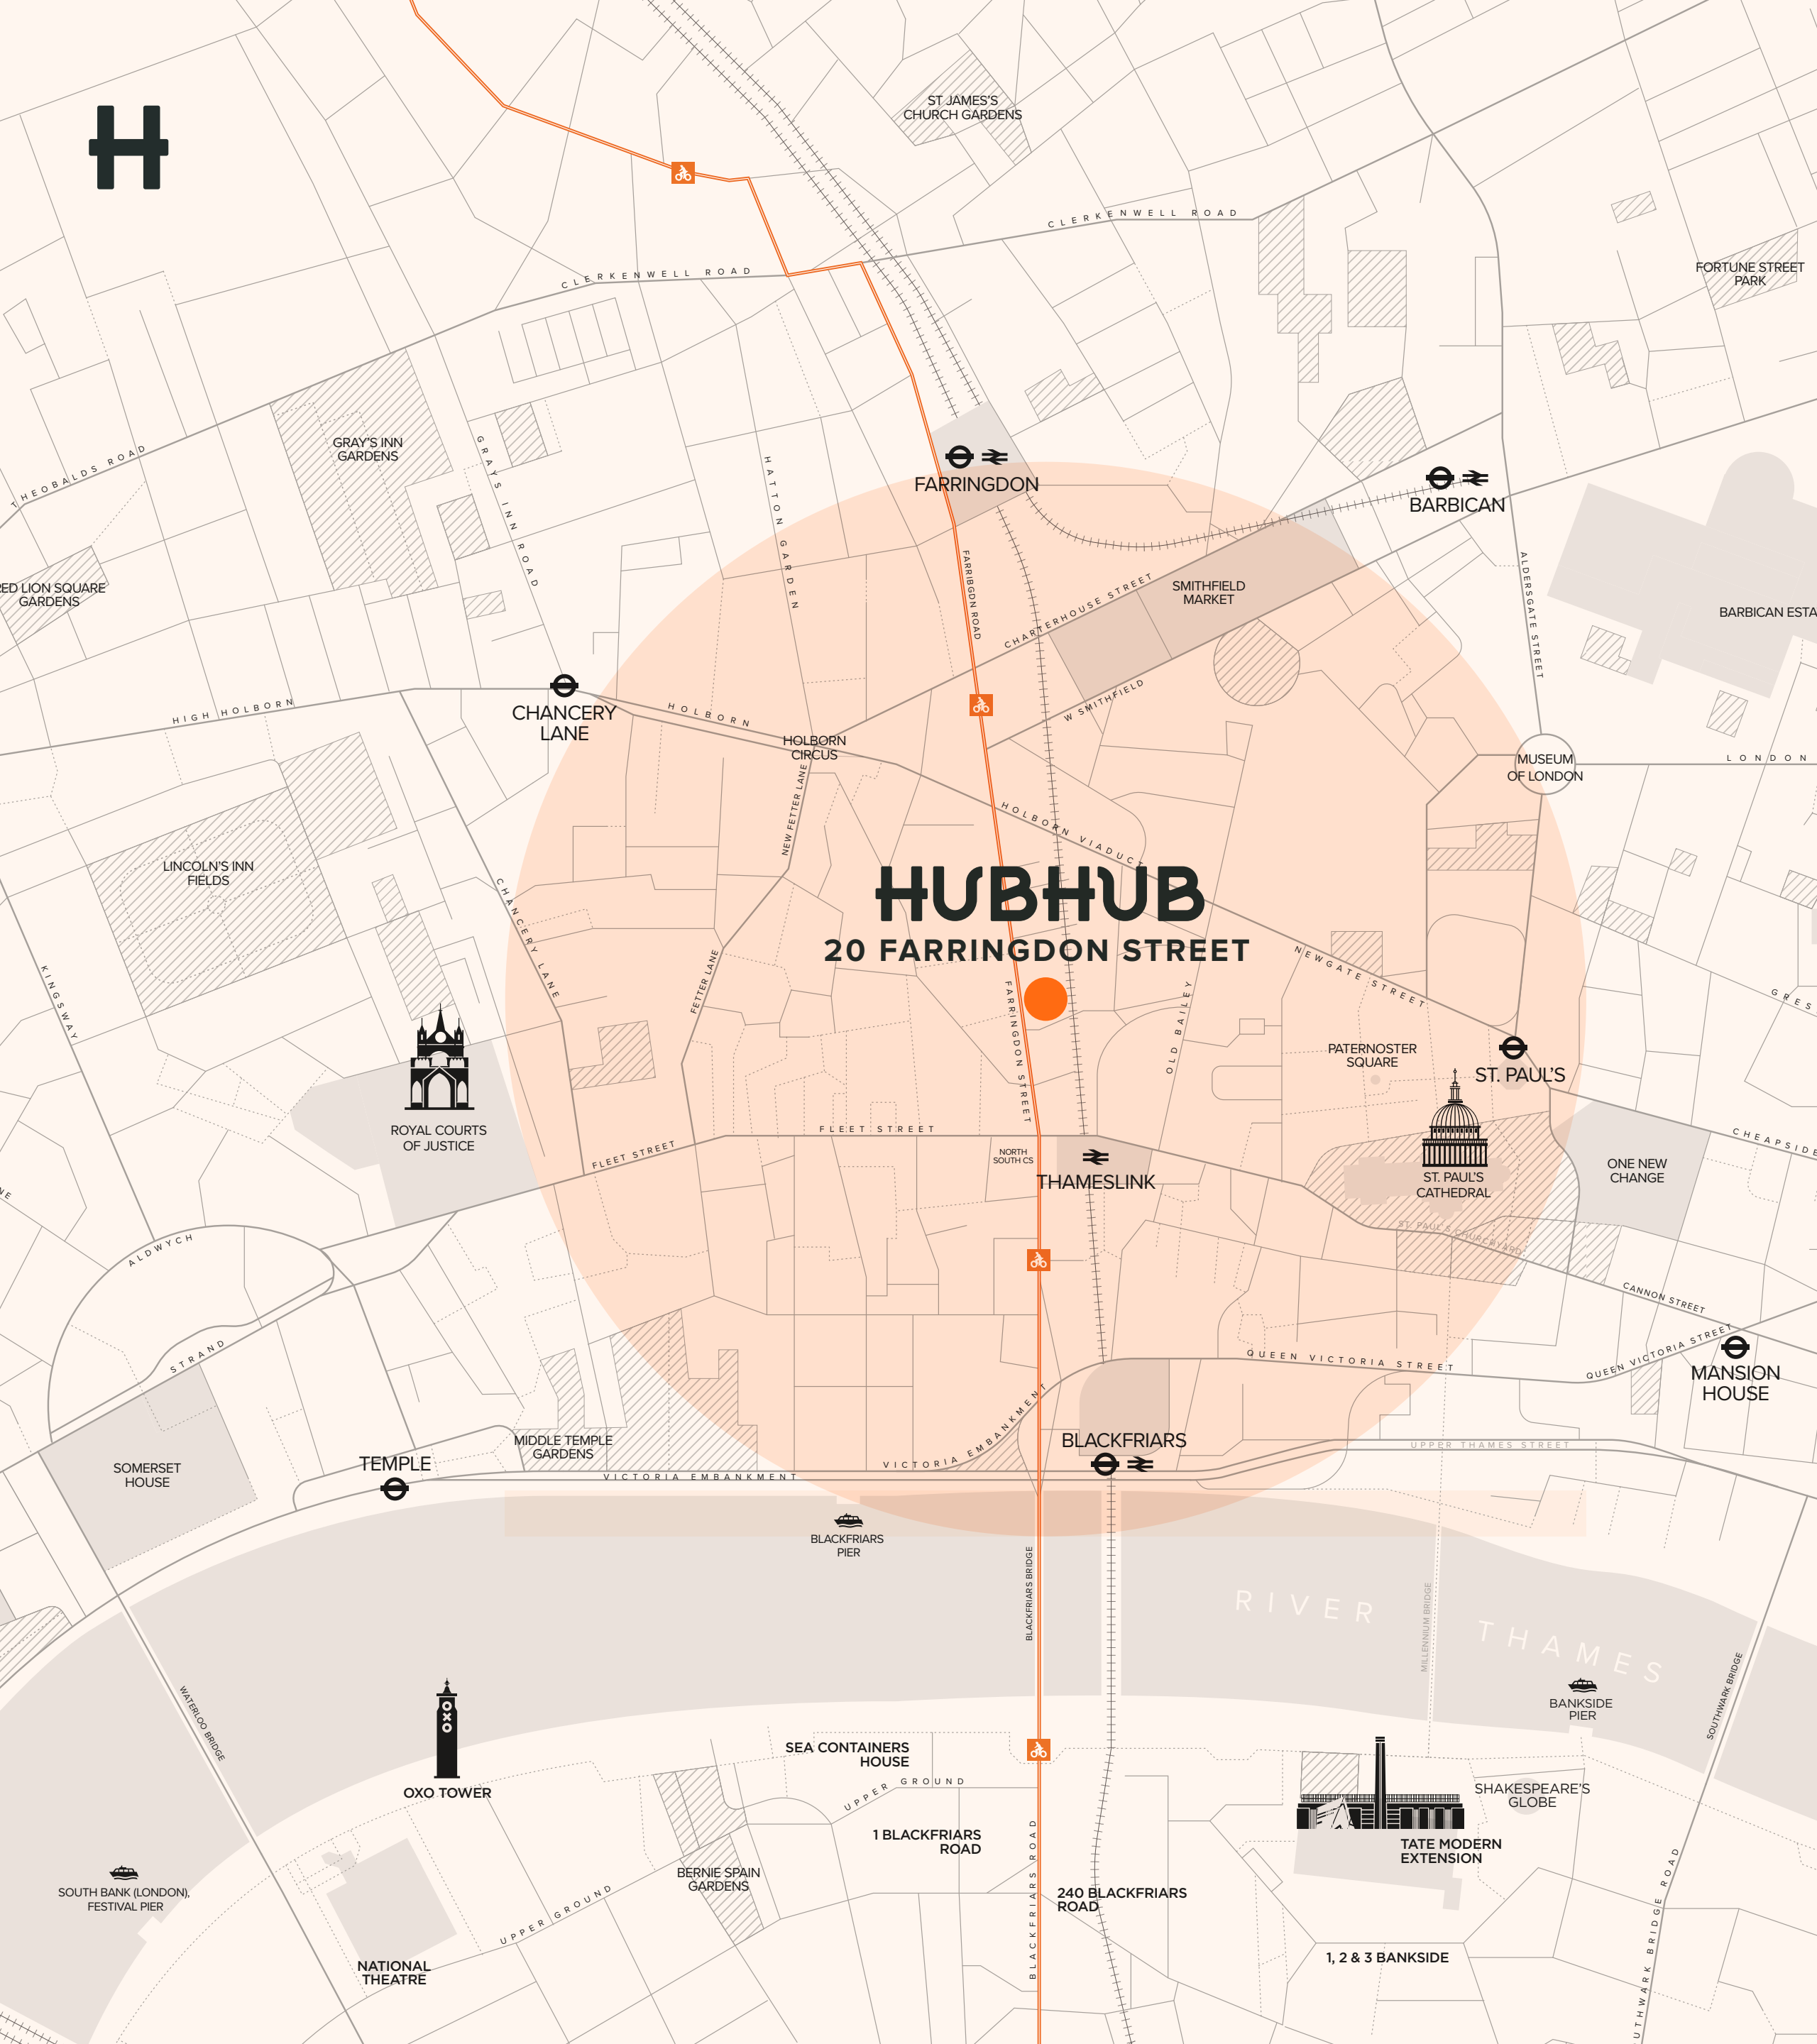 H
ST JAMES'S
CHURCH GARDENS
CLERKENWELL ROAD
CLERKENWELL ROAD
FORTUNE STREET
PARK
GRAY'S INN
GARDENS
THEOBALDS ROAD
GRAYS INN ROAD
HATTON GARDEN
FARRINGDON
BARBICAN
RED LION SQUARE
GARDENS
FARRIBGDN ROAD
CHARTERHOUSE STREET
SMITHFIELD
MARKET
ALDERSGATE STREET
BARBICAN ESTA
W SMITHFIELD
HIGH HOLBORN
CHANCERY
LANE
HOLBORN
HOLBORN
CIRCUS
MUSEUM
OF LONDON
LONDON
NEW FETTER LANE
HOLBORN VIADUCT
LINCOLN'S INN
FIELDS
CHANCERY LANE
HUBHUB
20 FARRINGDON STREET
KINGSWAY
FETTER LANE
FARRINGDON STREET
OLD BAILEY
NEWGATE STREET
GRES
PATERNOSTER
SQUARE
ST. PAUL'S
ROYAL COURTS
OF JUSTICE
FLEET STREET
FLEET STREET
NORTH
SOUTH CS
THAMESLINK
ST. PAUL'S
CATHEDRAL
ONE NEW
CHANGE
CHEAPSIDE
NE
ALDWYCH
ST. PAUL'S CHURCHYARD
CANNON STREET
STRAND
QUEEN VICTORIA STREET
QUEEN VICTORIA STREET
MANSION
HOUSE
MIDDLE TEMPLE
GARDENS
VICTORIA EMBANKMENT
BLACKFRIARS
UPPER THAMES STREET
SOMERSET
HOUSE
TEMPLE
VICTORIA EMBANKMENT
BLACKFRIARS
PIER
BLACKFRIARS BRIDGE
RIVER THAMES
MILLENNIUM BRIDGE
WATERLOO BRIDGE
OXO
OXO TOWER
BANKSIDE
PIER
SOUTHWARK BRIDGE
SEA CONTAINERS
HOUSE
UPPER GROUND
SHAKESPEARE'S
GLOBE
1 BLACKFRIARS
ROAD
TATE MODERN
EXTENSION
BERNIE SPAIN
GARDENS
BLACKFRIARS ROAD
240 BLACKFRIARS
ROAD
SOUTH BANK (LONDON),
FESTIVAL PIER
UPPER GROUND
NATIONAL
THEATRE
1, 2 & 3 BANKSIDE
UTHWARK BRIDGE ROAD